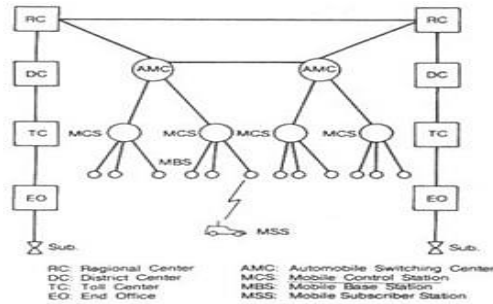 RC RC
AMC AMC
DC DC
MCS MCS MCS MCS
TC TC
MBS
EO EO
MSS
Sub. Sub.
RC: Regional Center AMC: Automobile Switching Center
DC: District Center MCS: Mobile Control Station
TC: Toll Center MBS: Mobile Base Station
EO: End Office MSS: Mobile Subscriber Station